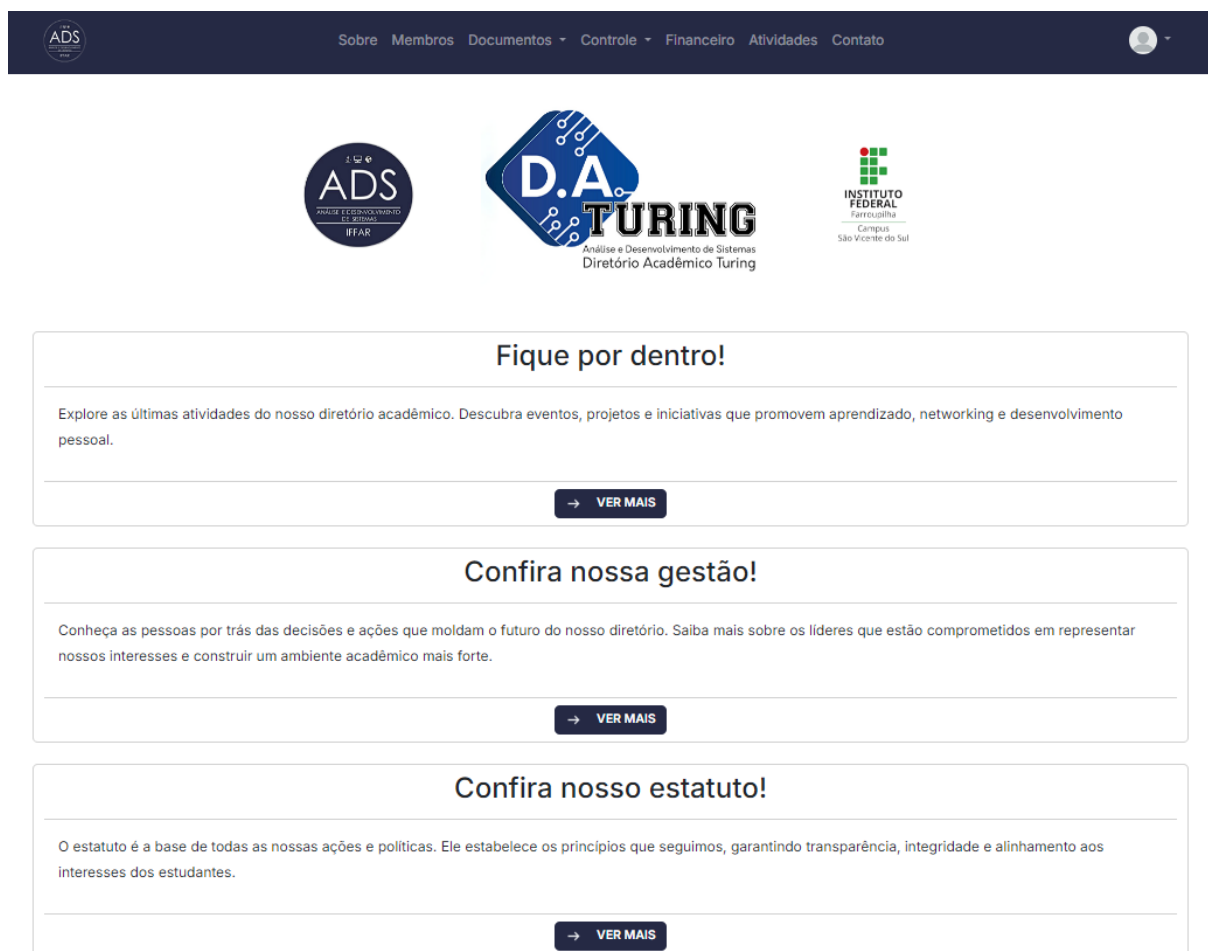 ADS
IFFAR
Sobre Membros Documentos Controle Financeiro Atividades Contato
ADS
ANÁLISE E DESENVOLVIMENTO
DE SISTEMAS
IFFAR
D.A.
TURING
Análise e Desenvolvimento de Sistemas
Diretório Acadêmico Turing
INSTITUTO
FEDERAL
Farroupilha
Campus
São Vicente do Sul
Fique por dentro!
Explore as últimas atividades do nosso diretório acadêmico. Descubra eventos, projetos e iniciativas que promovem aprendizado, networking e desenvolvimento
pessoal.
→ VER MAIS
Confira nossa gestão!
Conheça as pessoas por trás das decisões e ações que moldam o futuro do nosso diretório. Saiba mais sobre os líderes que estão comprometidos em representar
nossos interesses e construir um ambiente acadêmico mais forte.
→ VER MAIS
Confira nosso estatuto!
O estatuto é a base de todas as nossas ações e políticas. Ele estabelece os princípios que seguimos, garantindo transparência, integridade e alinhamento aos
interesses dos estudantes.
→ VER MAIS